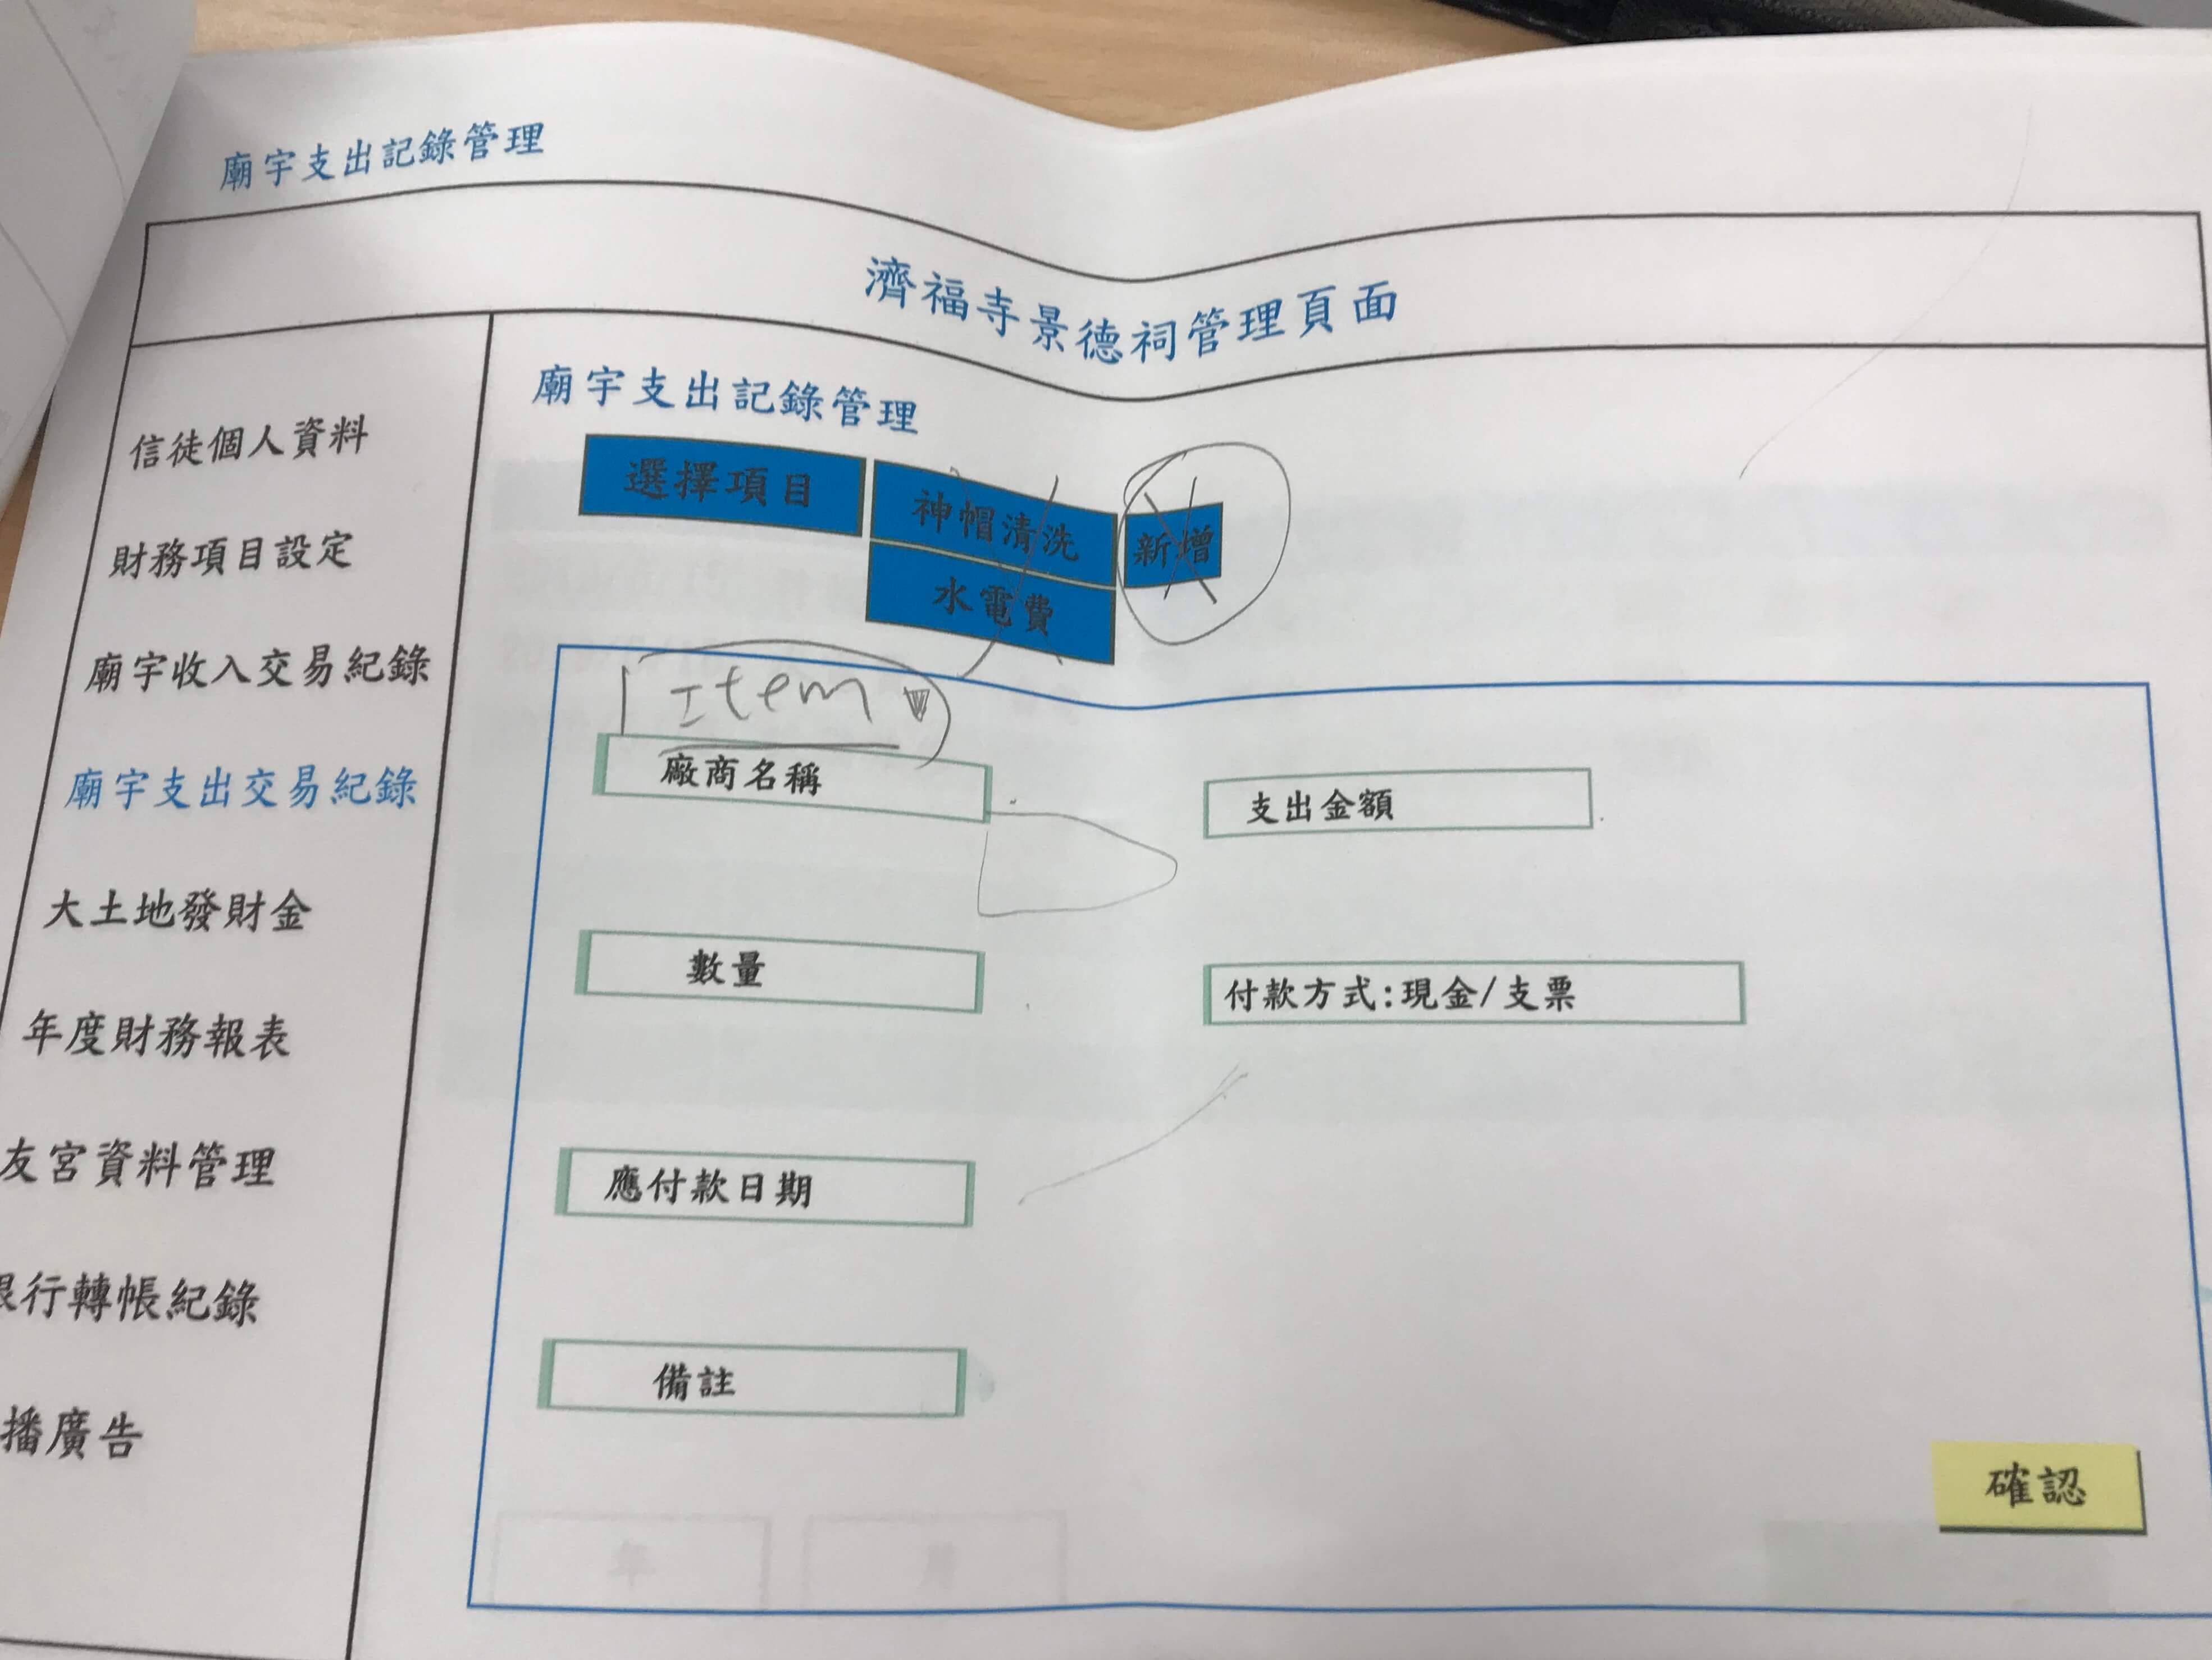 廟宇支出記錄管理
濟福寺景德祠管理頁面
信徒個人資料
財務項目設定
廟宇收入交易紀錄
廟宇支出交易紀錄
大土地發財金
年度財務報表
友宮資料管理
銀行轉帳紀錄
播廣告
廟宇支出記錄管理
選擇項目
神帽清洗
新增
水電費
Item
廠商名稱
支出金額
數量
付款方式:現金/支票
應付款日期
備註
確認